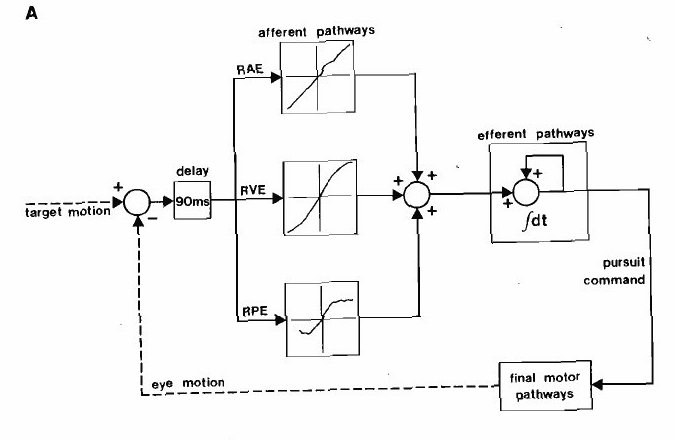 A
afferent pathways
RAE
efferent pathways
delay
+
+
+
+
90ms
RVE
+
+
target motion
−
+
∫dt
pursuit
command
RPE
final motor
pathways
eye motion